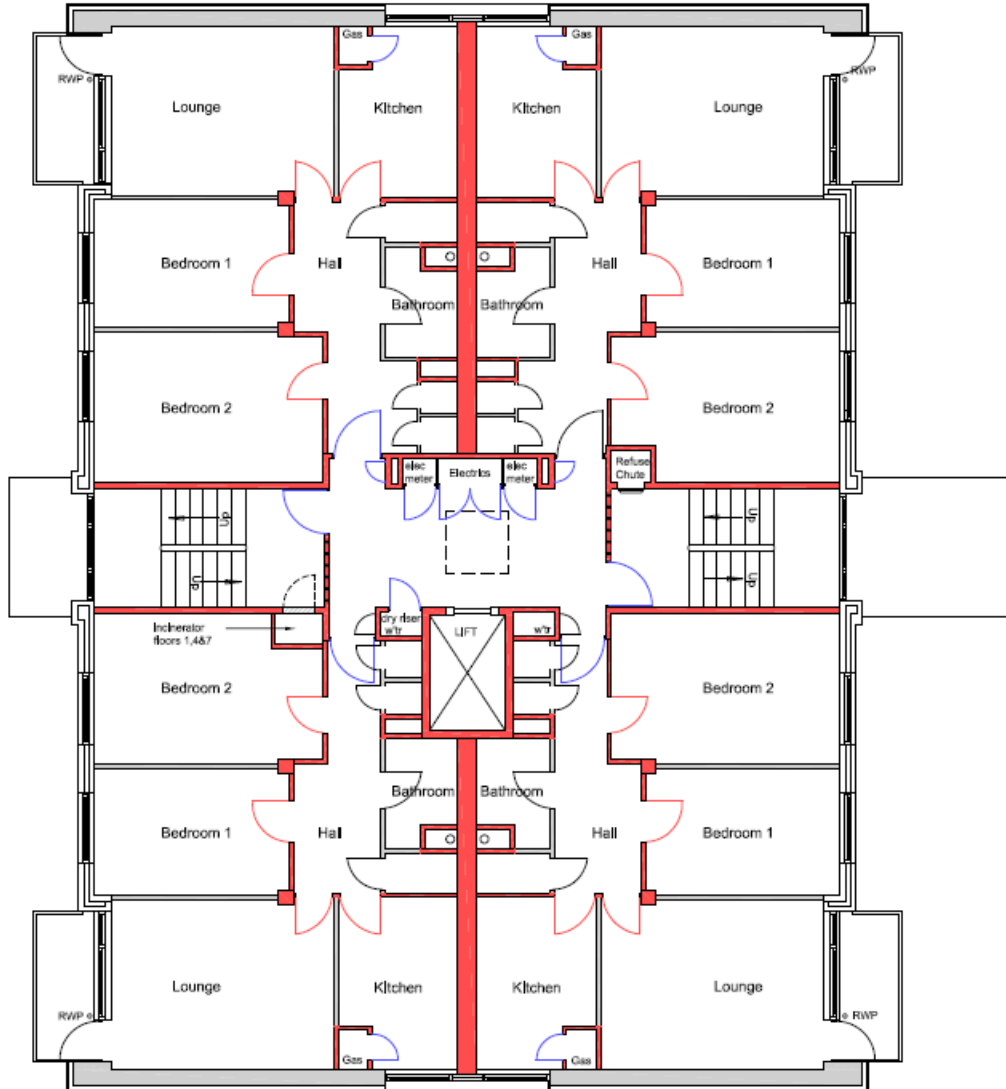 Gas
Gas
RWP
Lounge
Kitchen
Kitchen
Lounge
RWP
Bedroom 1
Hall
Hall
Bedroom 1
Bathroom
Bathroom
Bedroom 2
Bedroom 2
elec
meter
Electrics
elec
meter
Refuse
Chute
Up
Up
Up
Up
Incinerator
floors 1,4&7
dry riser
w'tr
LIFT
w'tr
Bedroom 2
Bedroom 2
Bathroom
Bathroom
Bedroom 1
Hall
Hall
Bedroom 1
Lounge
Kitchen
Kitchen
Lounge
RWP
RWP
Gas
Gas